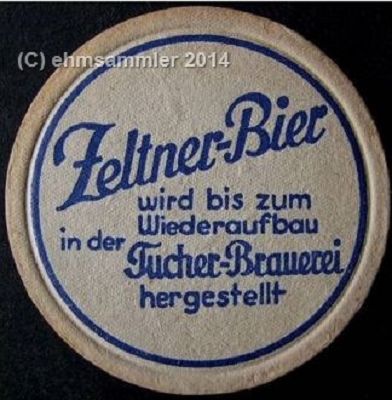 (C) ehmsammler 2014
Zeltner-Bier
wird bis zum
Wiederaufbau
in der Tucher-Brauerei
hergestellt